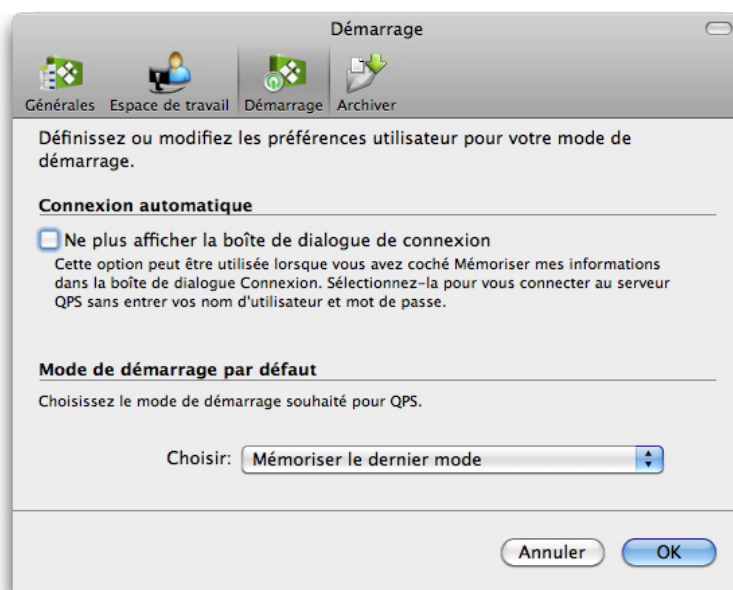 Démarrage
Générales Espace de travail Démarrage Archiver
Définissez ou modifiez les préférences utilisateur pour votre mode de
démarrage.
Connexion automatique
Ne plus afficher la boîte de dialogue de connexion
Cette option peut être utilisée lorsque vous avez coché Mémoriser mes informations
dans la boîte de dialogue Connexion. Sélectionnez-la pour vous connecter au serveur
QPS sans entrer vos nom d'utilisateur et mot de passe.
Mode de démarrage par défaut
Choisissez le mode de démarrage souhaité pour QPS.
Choisir: Mémoriser le dernier mode
Annuler OK